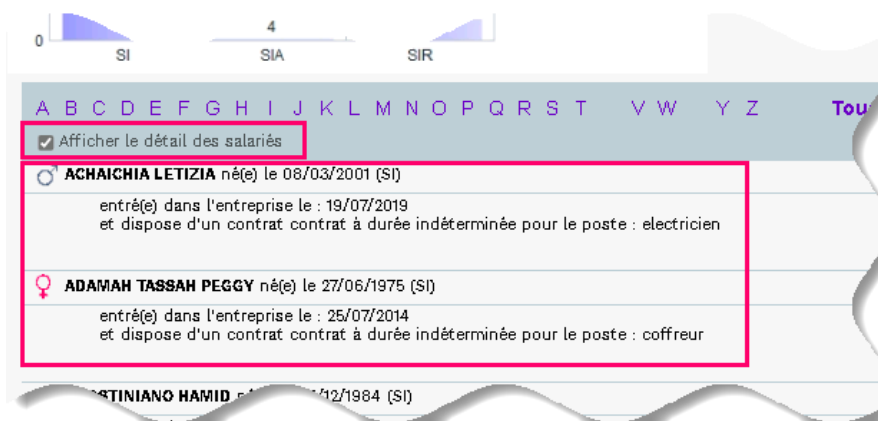 4
0
SI SIA SIR
A B C D E F G H I J K L M N O P Q R S T V W Y Z
Afficher le détail des salariés
ACHAICHIA LETIZIA né(e) le 08/03/2001 (SI)
entré(e) dans l'entreprise le : 19/07/2019
et dispose d'un contrat contrat à durée indéterminée pour le poste : electricien
ADAMAH TASSAH PEGGY né(e) le 27/06/1975 (SI)
entré(e) dans l'entreprise le : 25/07/2014
et dispose d'un contrat contrat à durée indéterminée pour le poste : coffreur
HAMID 12/1984 (SI)